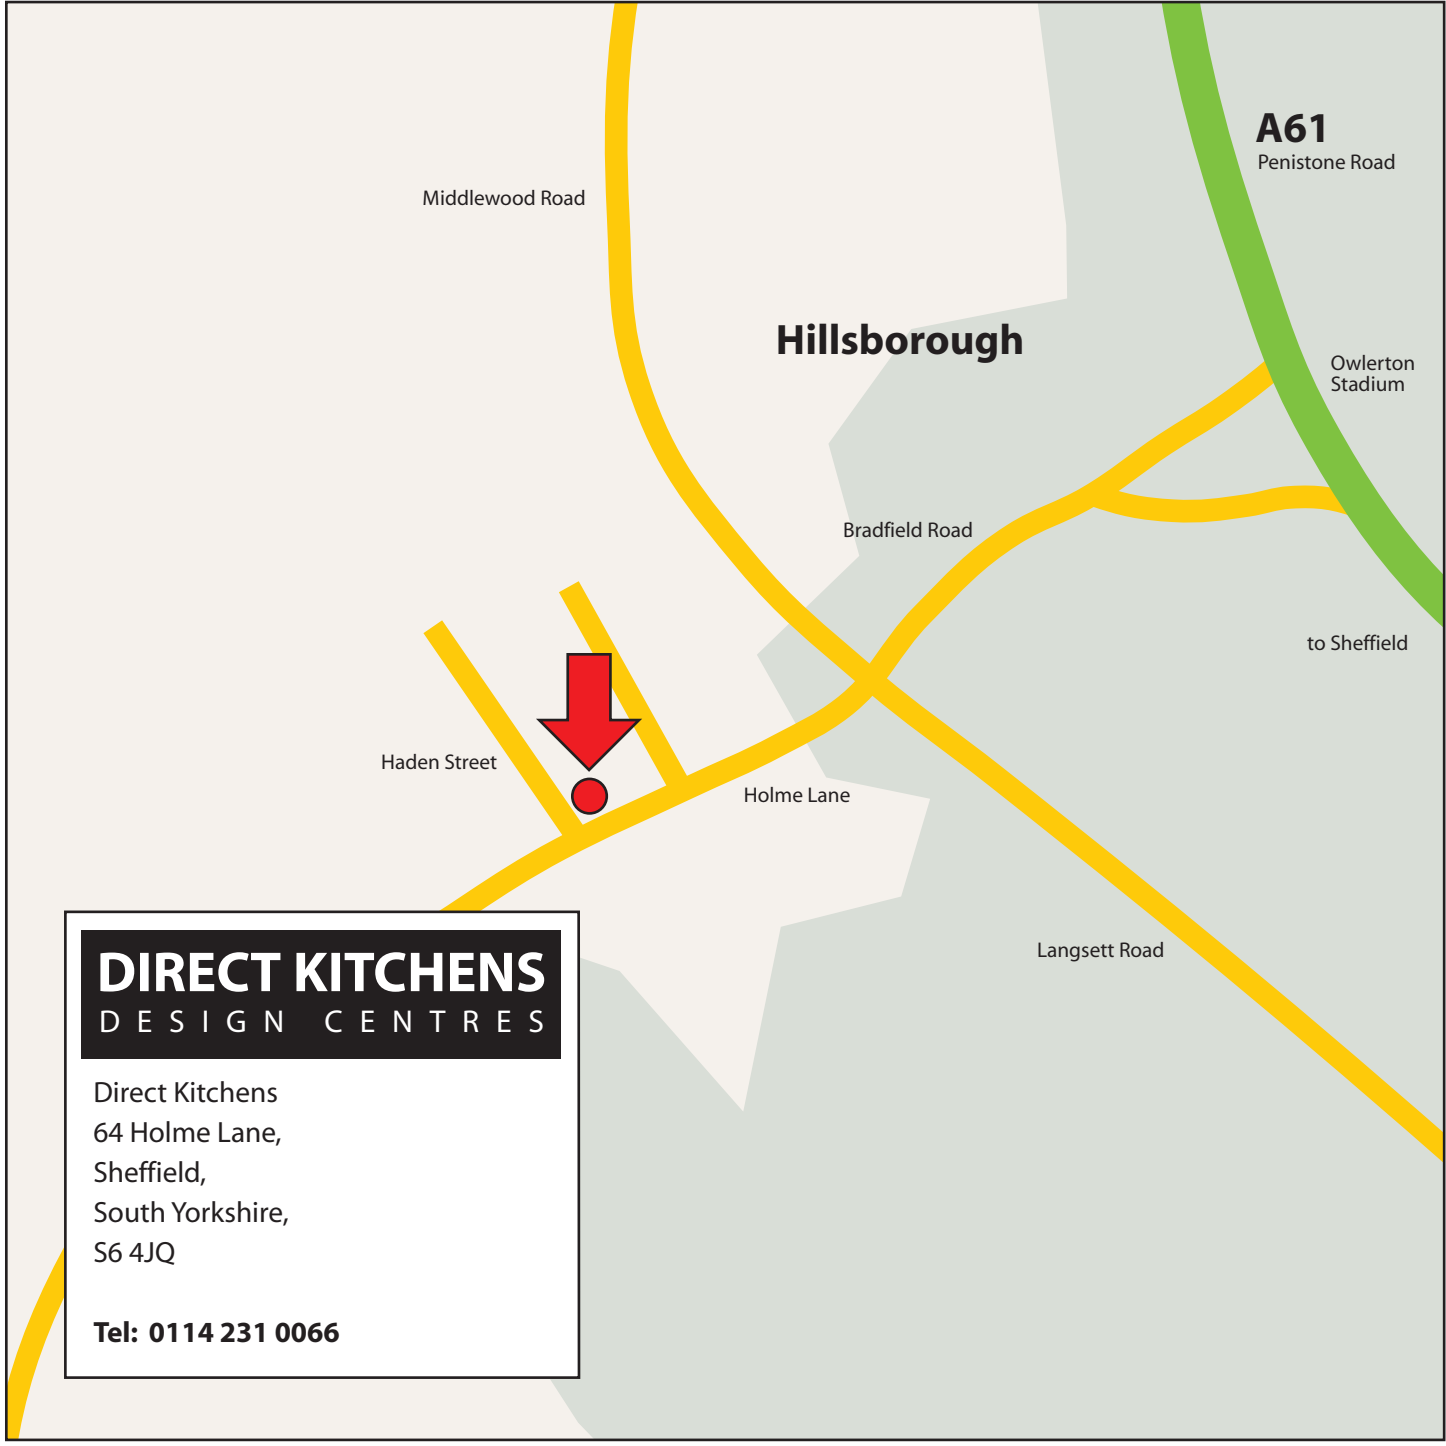 A61
Penistone Road
Middlewood Road
Hillsborough
Owlerton
Stadium
Bradfield Road
to Sheffield
Haden Street
Holme Lane
Langsett Road
DIRECT KITCHENS
DESIGN CENTRES
Direct Kitchens
64 Holme Lane,
Sheffield,
South Yorkshire,
S6 4JQ
Tel: 0114 231 0066